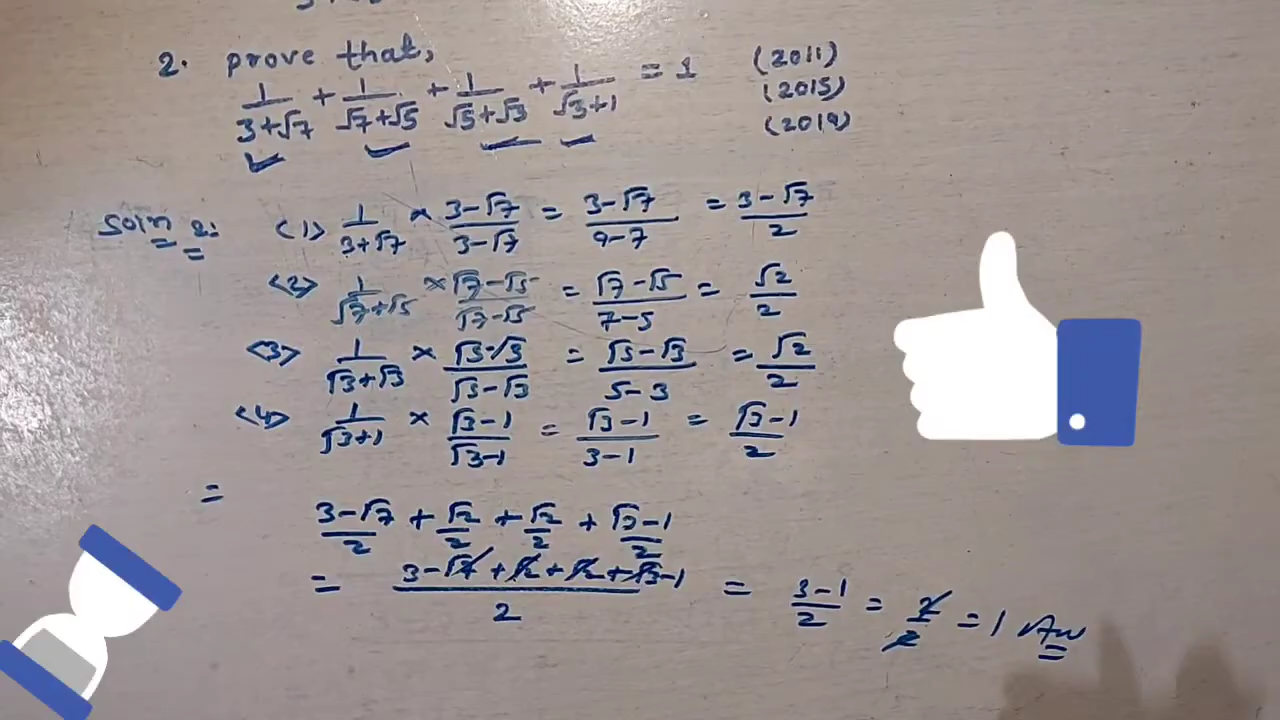 2. prove that,
1/(3+√7) + 1/(√7+√5) + 1/(√5+√3) + 1/(√3+1) = 1
(2011)
(2015)
(2019)
Soln 2:
<1> 1/(3+√7) × (3-√7)/(3-√7) = (3-√7)/(9-7) = (3-√7)/2
<2> 1/(√7+√5) × (√7-√5)/(√7-√5) = (√7-√5)/(7-5) = √2/2
<3> 1/(√5+√3) × (√5-√3)/(√5-√3) = (√5-√3)/(5-3) = √2/2
<4> 1/(√3+1) × (√3-1)/(√3-1) = (√3-1)/(3-1) = (√3-1)/2
= (3-√7)/2 + √2/2 + √2/2 + (√3-1)/2
= (3-√7+√2+√2+√3-1)/2 = (3-1)/2 = 2/2 = 1 Ans